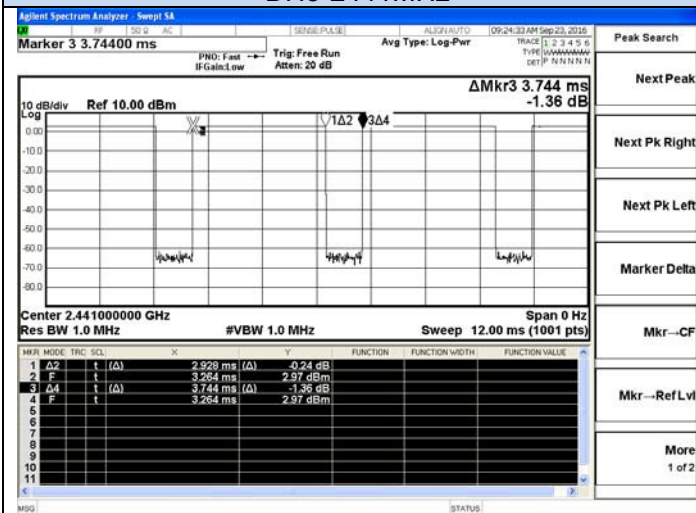 Agilent Spectrum Analyzer - Swept SA
RF 50 Ω AC SENSE:PULSE ALIGN AUTO 09:24:33 AM Sep 23, 2016
Marker 3 3.74400 ms
PNO: Fast
IFGain:Low
Trig: Free Run
Atten: 20 dB
Avg Type: Log-Pwr
TRACE 1 2 3 4 5 6
TYPE
DET P N N N N N
Peak Search
Next Peak
Next Pk Right
Next Pk Left
Marker Delta
Mkr→CF
Mkr→Ref Lvl
More
1 of 2
ΔMkr3 3.744 ms
-1.36 dB
10 dB/div Ref 10.00 dBm
Log
1Δ2 3Δ4
0.00
-10.0
-20.0
-30.0
-40.0
-50.0
-60.0
-70.0
-80.0
Center 2.441000000 GHz Span 0 Hz
Res BW 1.0 MHz #VBW 1.0 MHz Sweep 12.00 ms (1001 pts)
MKR MODE TRC SCL X Y FUNCTION FUNCTION WIDTH FUNCTION VALUE
1 Δ2 t (Δ) 2.928 ms (Δ) -0.24 dB
2 F t 3.264 ms 2.97 dBm
3 Δ4 t (Δ) 3.744 ms (Δ) -1.36 dB
4 F t 3.264 ms 2.97 dBm
5
6
7
8
9
10
11
MSG STATUS